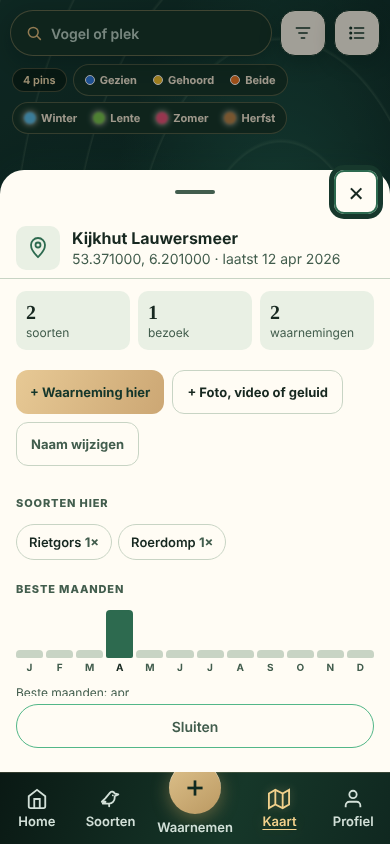 Vogel of plek
4 pins
Gezien Gehoord Beide
Winter Lente Zomer Herfst
Kijkhut Lauwersmeer
53.371000, 6.201000 · laatst 12 apr 2026
2 1 2
soorten bezoek waarnemingen
+ Waarneming hier + Foto, video of geluid
Naam wijzigen
SOORTEN HIER
Rietgors 1× Roerdomp 1×
BESTE MAANDEN
J F M A M J J A S O N D
Beste maanden: apr
Sluiten
Home Soorten Waarnemen Kaart Profiel